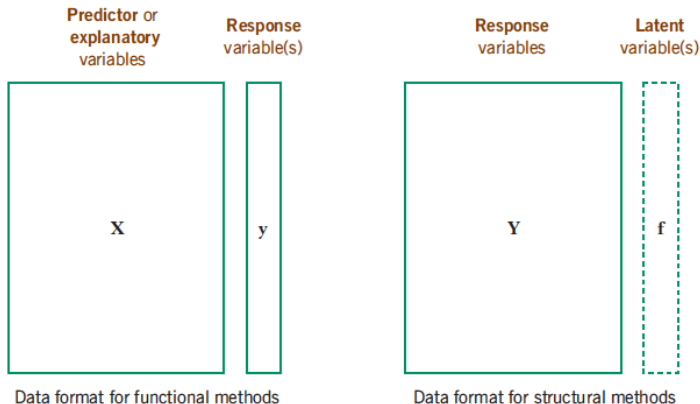 Predictor or
explanatory
variables
Response
variable(s)
X
y
Data format for functional methods
Response
variables
Latent
variable(s)
Y
f
Data format for structural methods